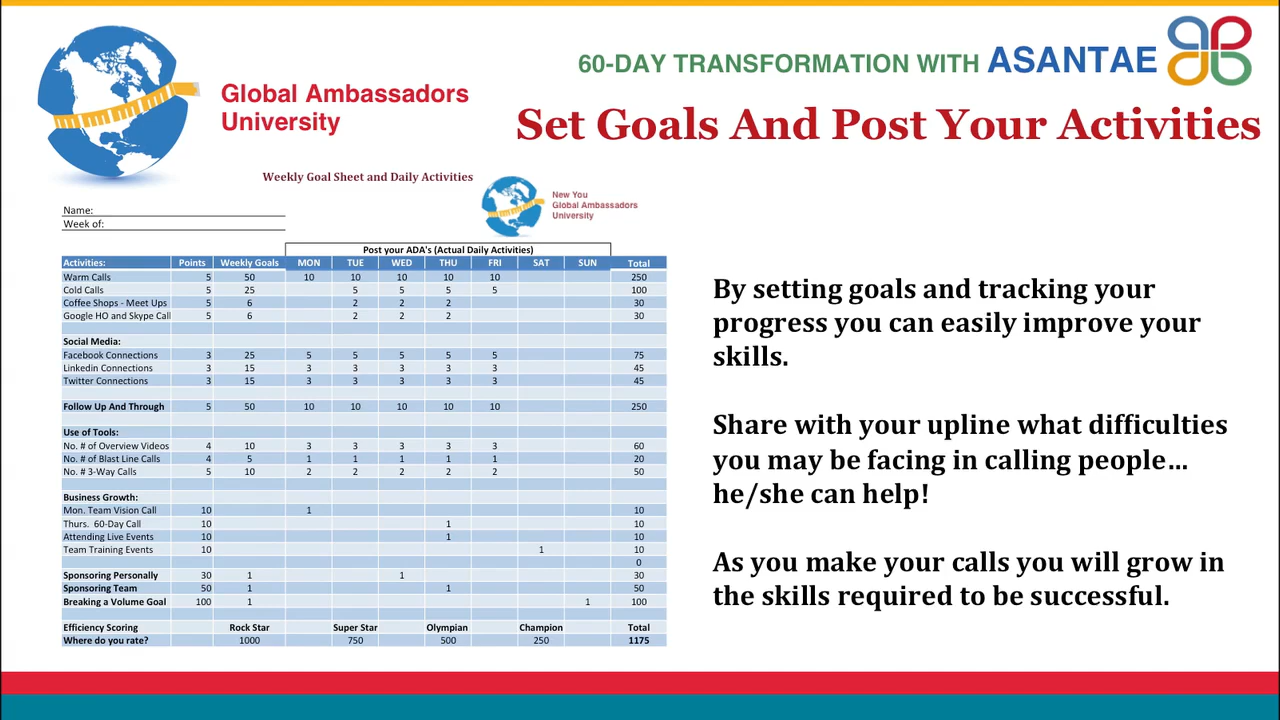 60-DAY TRANSFORMATION WITH ASANTAE
Global Ambassadors
University
Set Goals And Post Your Activities
Weekly Goal Sheet and Daily Activities
New You
Global Ambassadors
University
Name:
Week of:
Post your ADA's (Actual Daily Activities)
Activities: Points Weekly Goals MON TUE WED THU FRI SAT SUN Total
Warm Calls 5 50 10 10 10 10 10 250
Cold Calls 5 25 5 5 5 5 100
Coffee Shops - Meet Ups 5 6 2 2 2 30
Google HO and Skype Call 5 6 2 2 2 30
Social Media:
Facebook Connections 3 25 5 5 5 5 5 75
Linkedin Connections 3 15 3 3 3 3 3 45
Twitter Connections 3 15 3 3 3 3 3 45
Follow Up And Through 5 50 10 10 10 10 10 250
Use of Tools:
No. # of Overview Videos 4 10 3 3 3 3 3 60
No. # of Blast Line Calls 4 5 1 1 1 1 1 20
No. # 3-Way Calls 5 10 2 2 2 2 2 50
Business Growth:
Mon. Team Vision Call 10 1 10
Thurs. 60-Day Call 10 1 10
Attending Live Events 10 1 10
Team Training Events 10 1 10
0
Sponsoring Personally 30 1 1 30
Sponsoring Team 50 1 1 50
Breaking a Volume Goal 100 1 1 100
Efficiency Scoring Rock Star Super Star Olympian Champion Total
Where do you rate? 1000 750 500 250 1175
By setting goals and tracking your
progress you can easily improve your
skills.
Share with your upline what difficulties
you may be facing in calling people…
he/she can help!
As you make your calls you will grow in
the skills required to be successful.